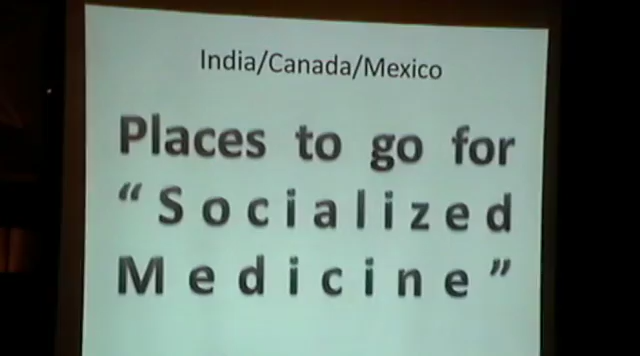 India/Canada/Mexico
Places to go for
“Socialized
Medicine”